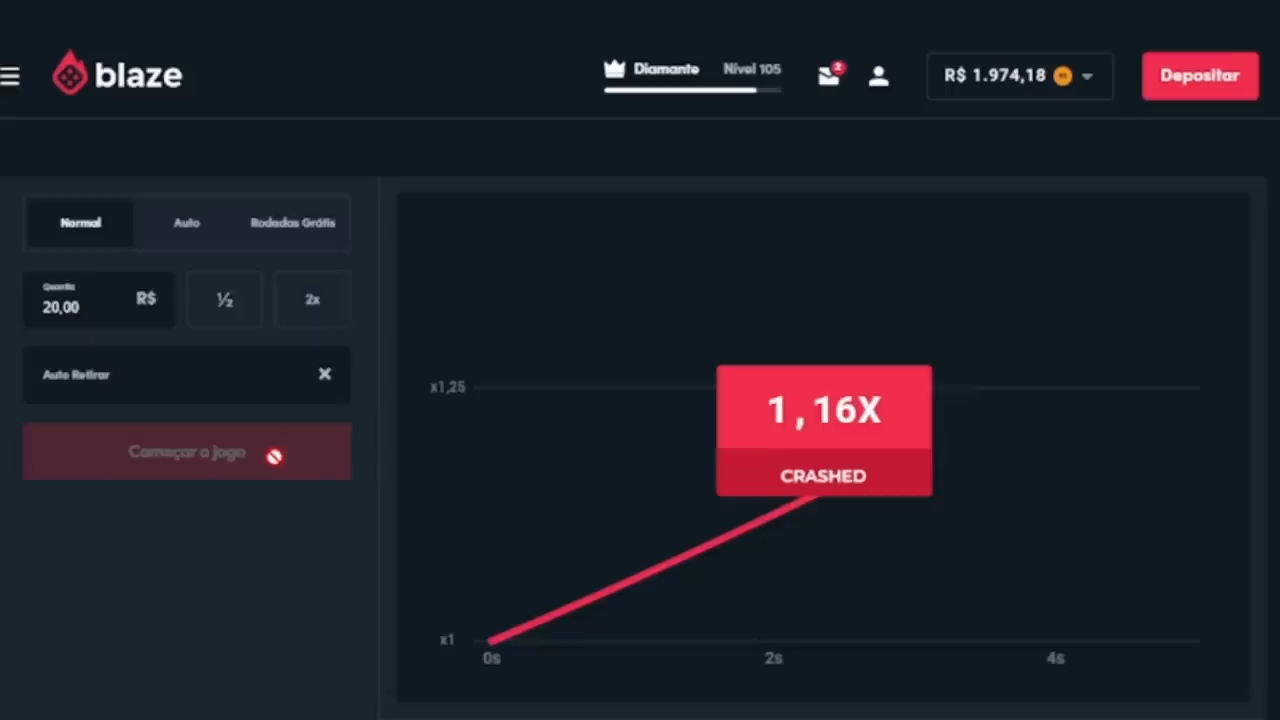 blaze
Diamante Nível 105
2
R$ 1.974,18
Depositar
Normal Auto Rodadas Grátis
Quantia
20,00 R$ ½ 2x
Auto Retirar
Começar o jogo
x1,25
1,16X
CRASHED
x1
0s 2s 4s